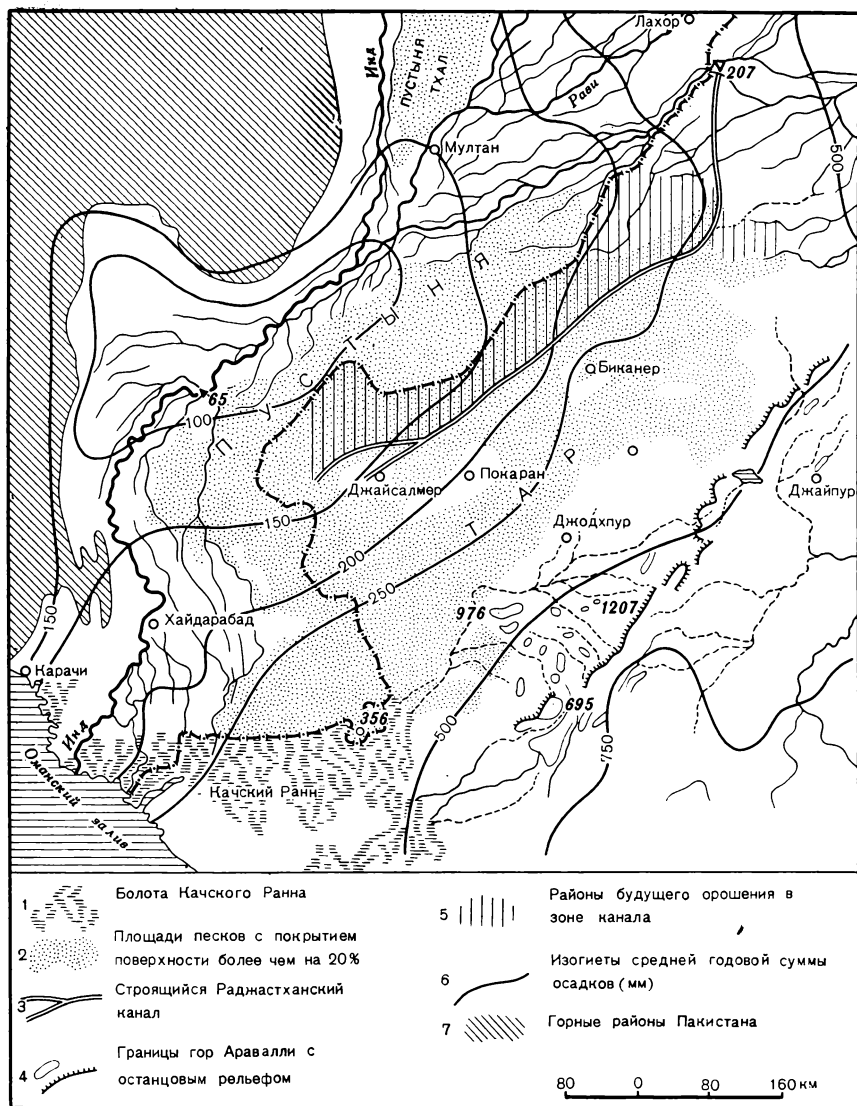 Лахор
Инд
ПУСТЫНЯ
ТХАЛ
Рави
207
Мултан
500
ПУСТЫНЯ
ТАР
65
100
Биканер
Джайсалмер
Покаран
Джайпур
150
200
250
Джодхпур
976
1207
150
Хайдарабад
Карачи
695
356
500
750
Инд
Оманский
залив
Качский Ранн
1 Болота Качского Ранна
2 Площади песков с покрытием
поверхности более чем на 20%
3 Строящийся Раджастханский
канал
4 Границы гор Аравалли с
останцовым рельефом
5 Районы будущего орошения в
зоне канала
6 Изогиеты средней годовой суммы
осадков (мм)
7 Горные районы Пакистана
80 0 80 160 км